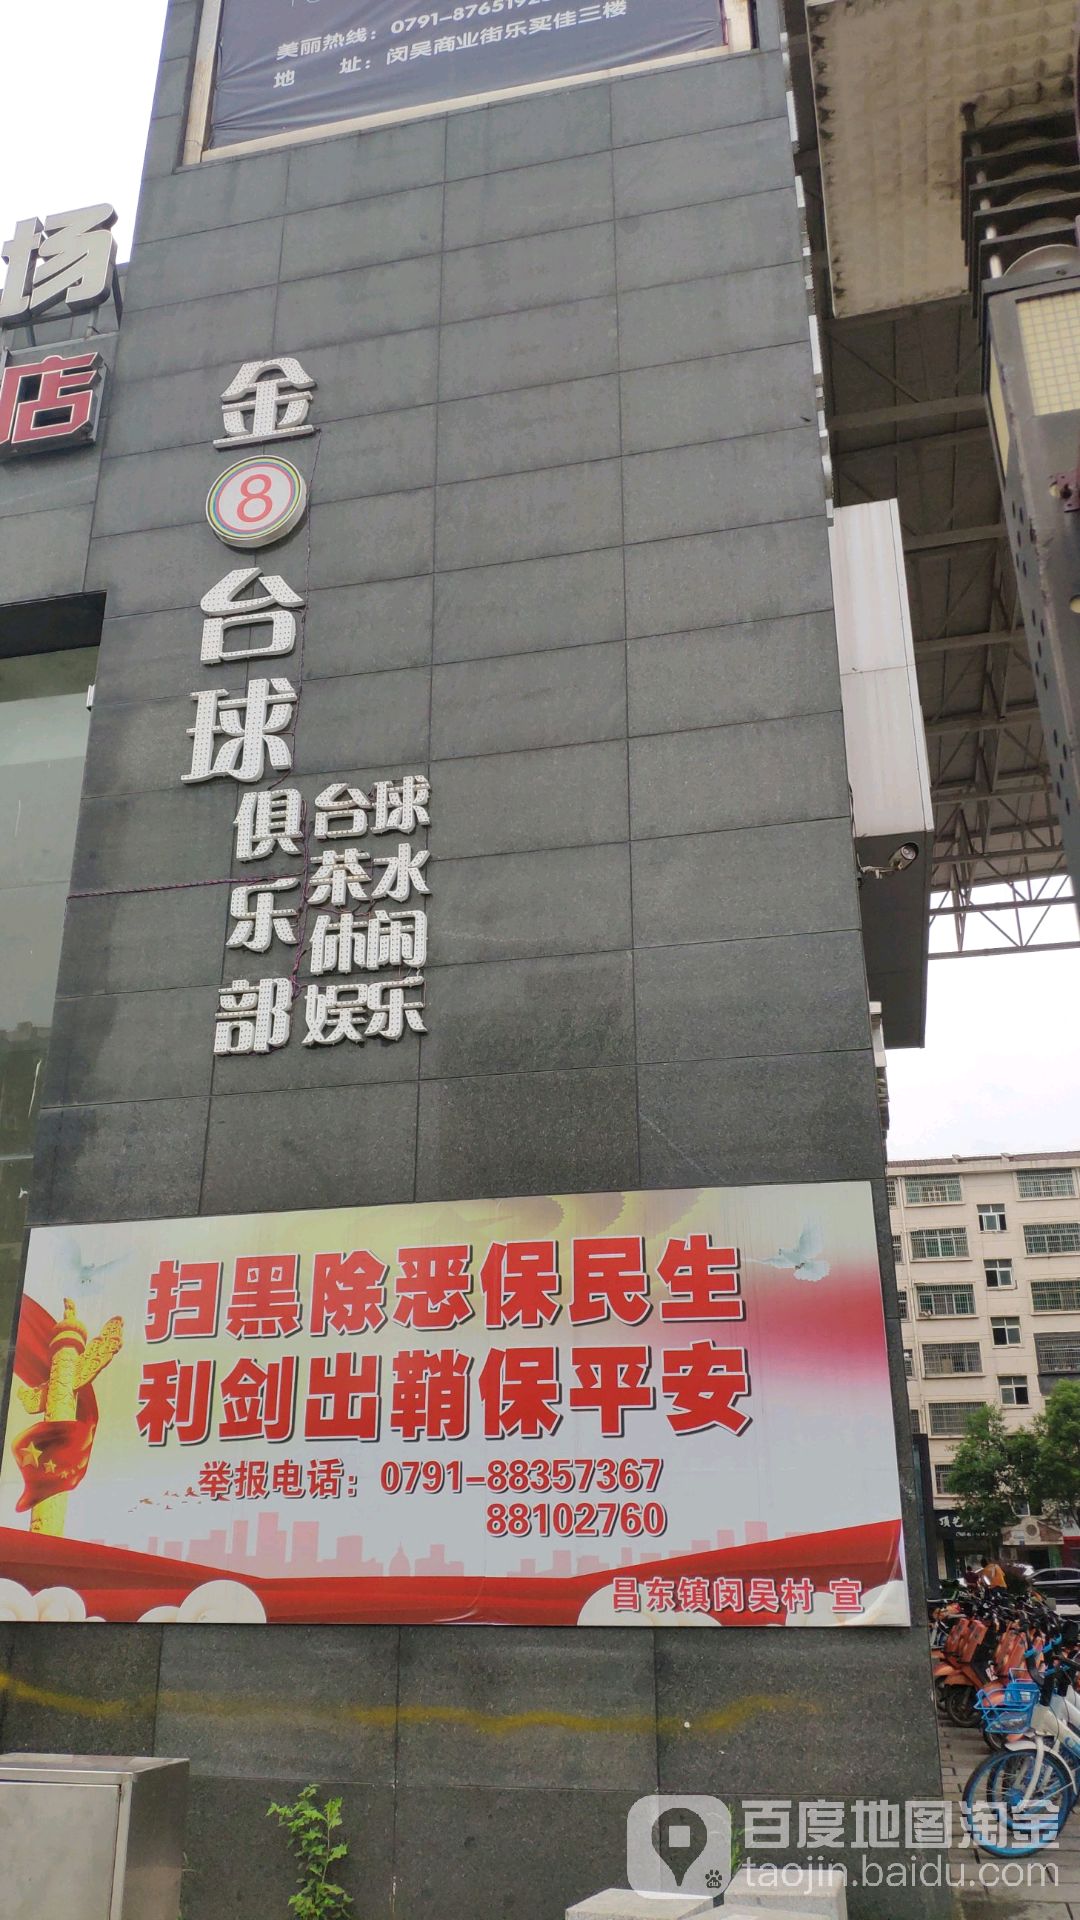 美丽热线：0791-8765192
地　址：闵吴商业街乐买佳三楼
场
店
金8台球
俱乐部
台球
茶水
休闲
娱乐
扫黑除恶保民生
利剑出鞘保平安
举报电话：0791-88357367
88102760
昌东镇闵吴村 宣
顶艺
百度地图淘金
taojin.baidu.com